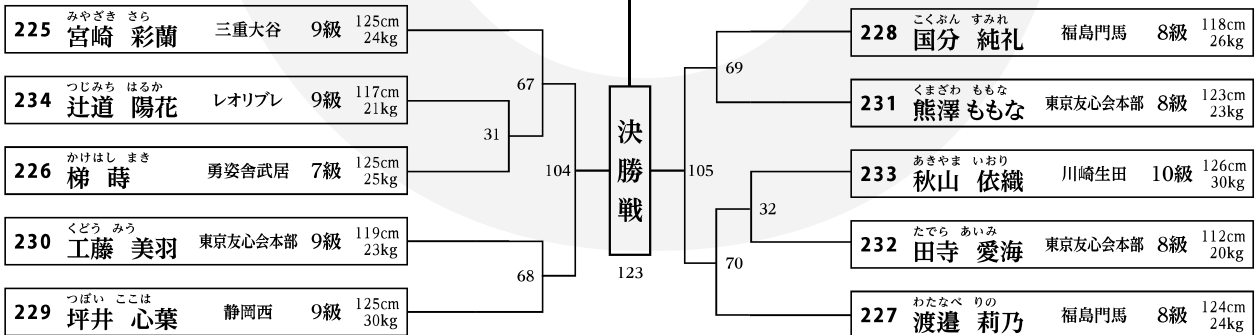 みやざき さら
225 宮崎 彩蘭 三重大谷 9級 125cm 24kg
つじみち はるか
234 辻道 陽花 レオリブレ 9級 117cm 21kg
かけはし まき
226 梯 蒔 勇姿舎武居 7級 125cm 25kg
くどう みう
230 工藤 美羽 東京友心会本部 9級 119cm 23kg
つぼい ここは
229 坪井 心葉 静岡西 9級 125cm 30kg
67
31
104
68
決勝戦
123
69
105
32
70
こくぶん すみれ
228 国分 純礼 福島門馬 8級 118cm 26kg
くまざわ ももな
231 熊澤 ももな 東京友心会本部 8級 123cm 23kg
あきやま いおり
233 秋山 依織 川崎生田 10級 126cm 30kg
たでら あいみ
232 田寺 愛海 東京友心会本部 8級 112cm 20kg
わたなべ りの
227 渡邉 莉乃 福島門馬 8級 124cm 24kg